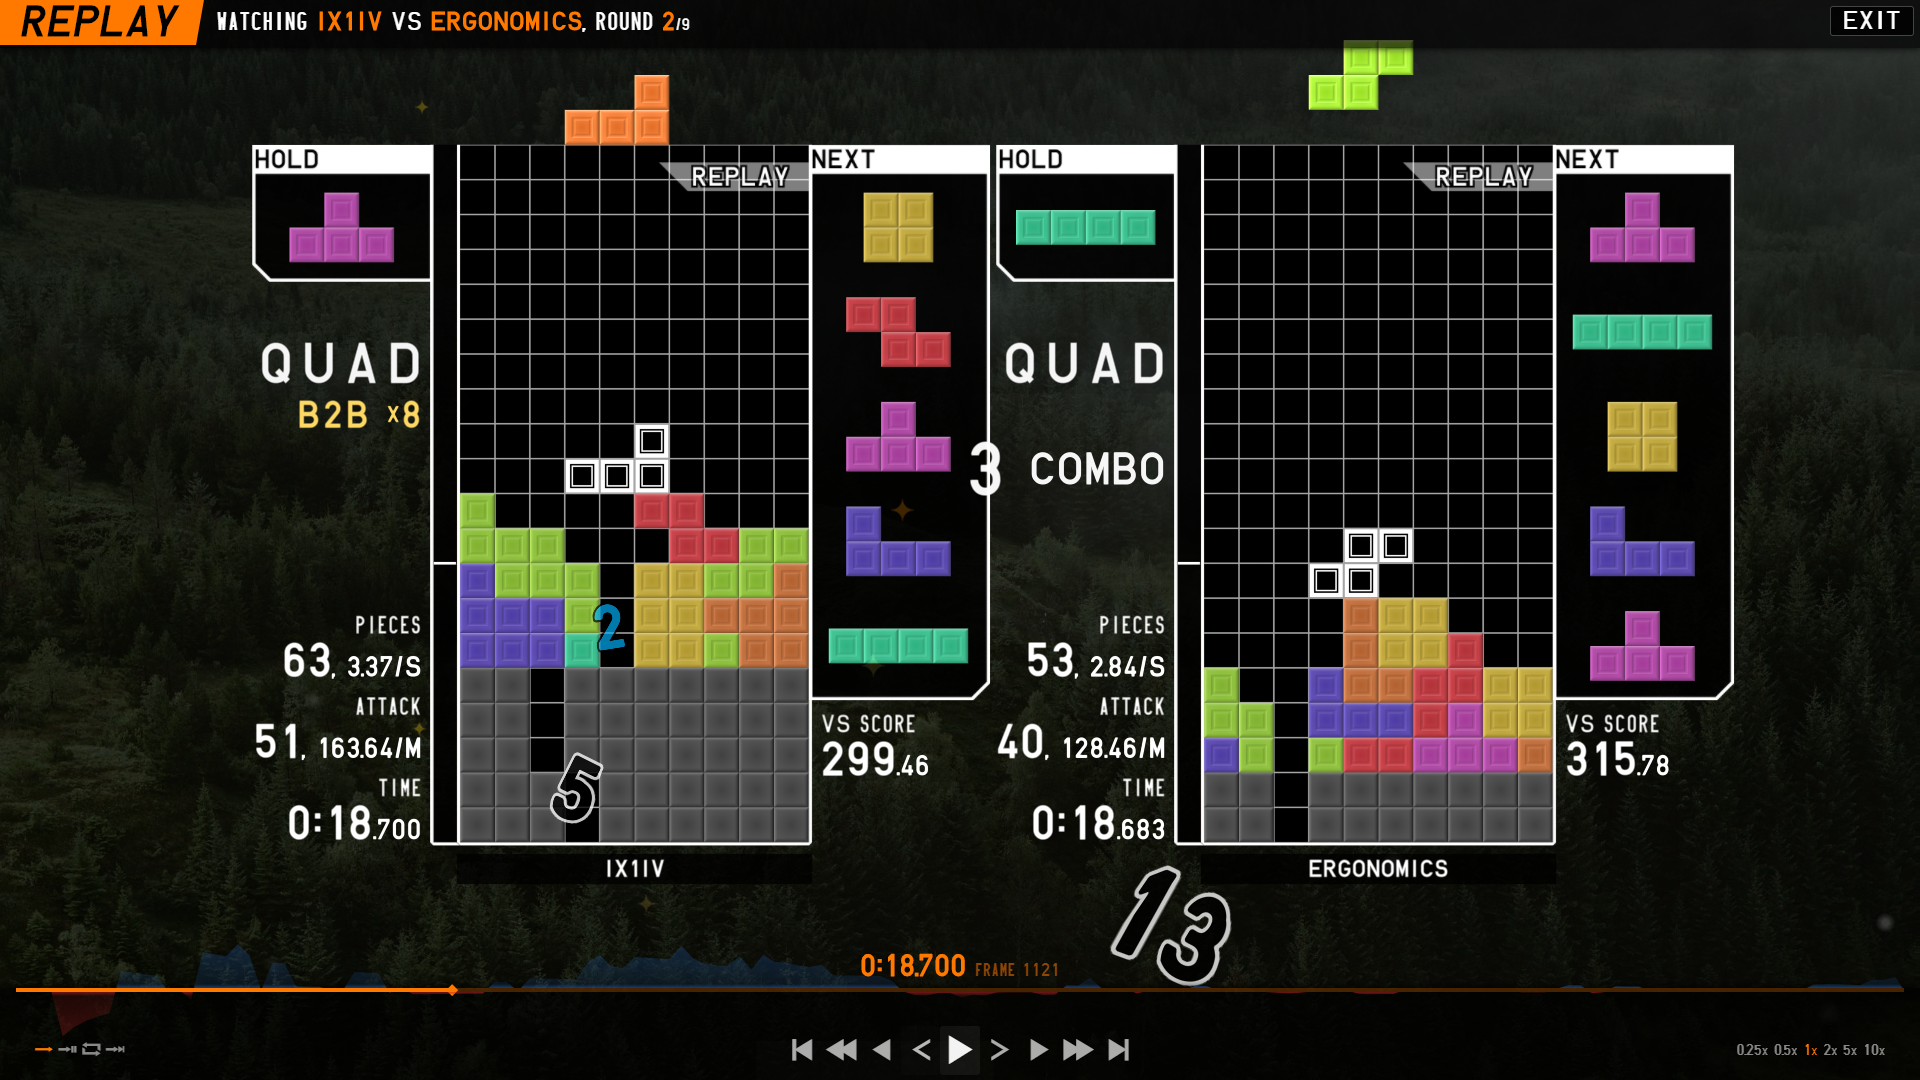 REPLAY WATCHING IX1IV VS ERGONOMICS, ROUND 2/9 EXIT
HOLD
REPLAY
NEXT
QUAD
B2B x8
PIECES
63, 3.37/S
ATTACK
51, 163.64/M
TIME
0:18.700
2
5
VS SCORE
299.46
IX1IV
HOLD
REPLAY
NEXT
QUAD
3 COMBO
PIECES
53, 2.84/S
ATTACK
40, 128.46/M
TIME
0:18.683
VS SCORE
315.78
ERGONOMICS
13
0:18.700 FRAME 1121
0.25x 0.5x 1x 2x 5x 10x